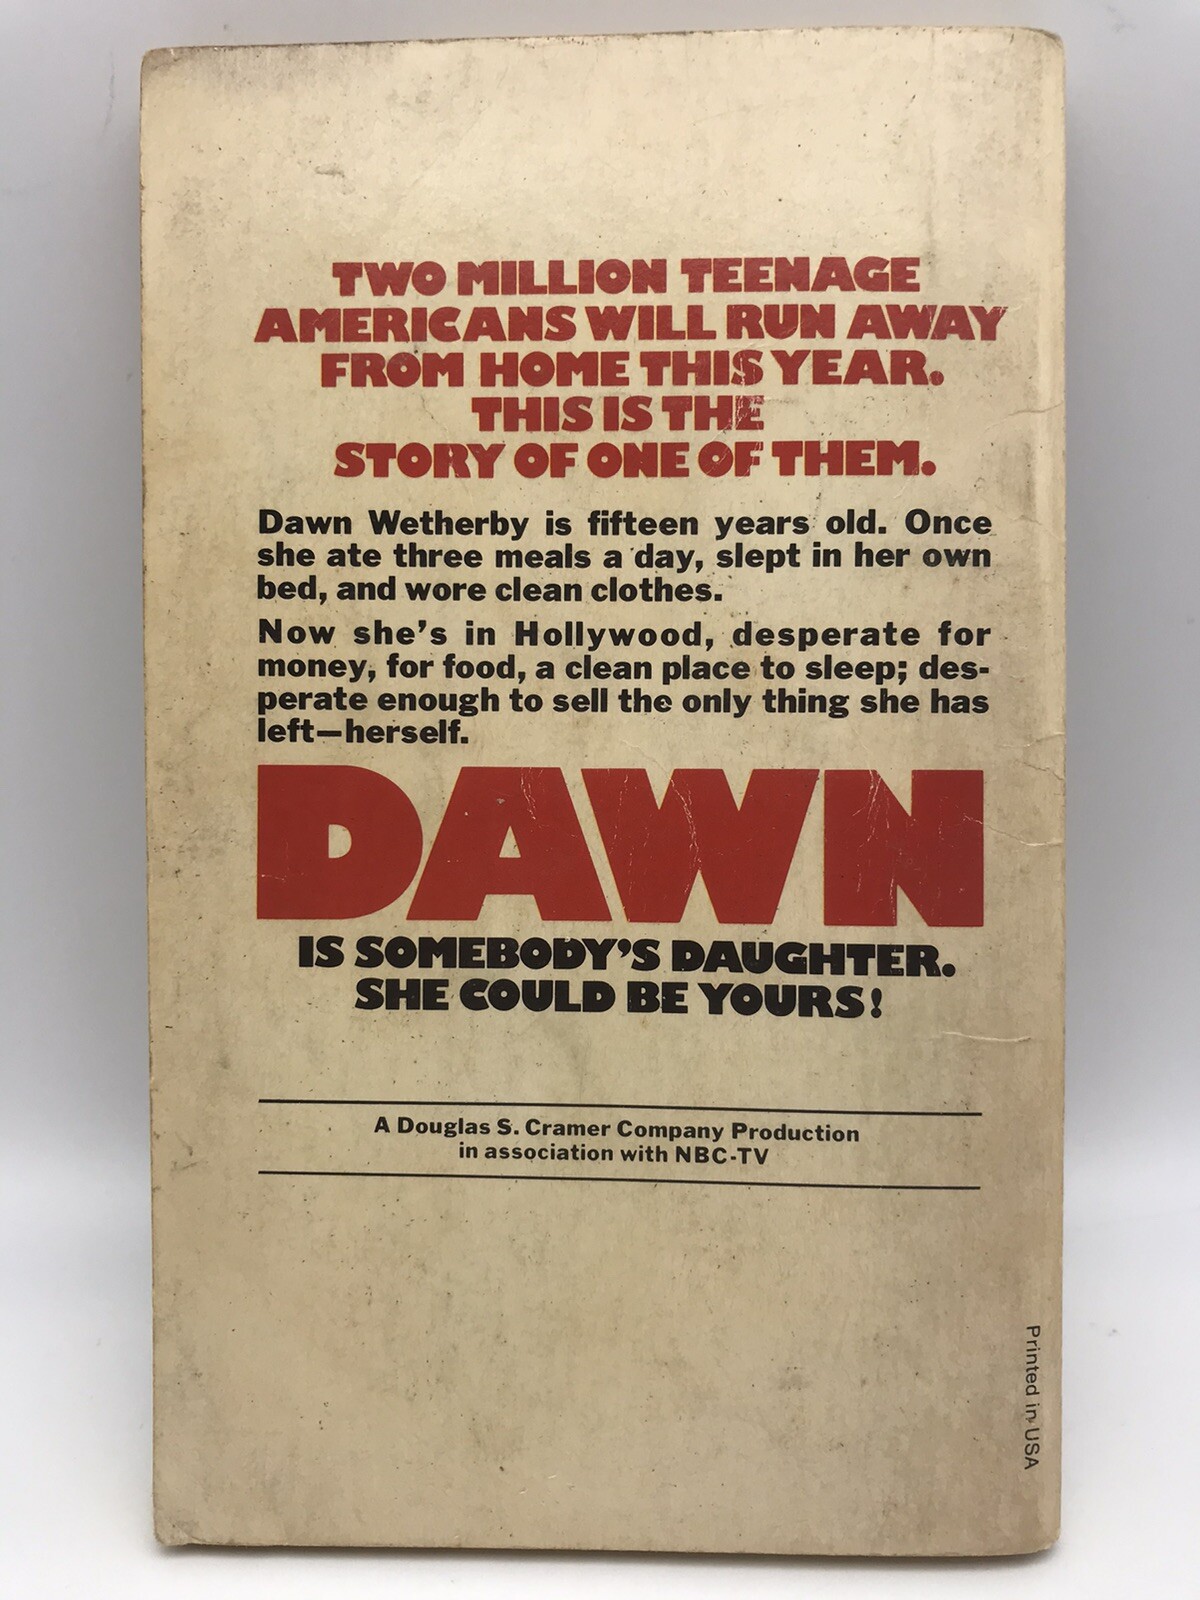 TWO MILLION TEENAGE
AMERICANS WILL RUN AWAY
FROM HOME THIS YEAR.
THIS IS THE
STORY OF ONE OF THEM.
Dawn Wetherby is fifteen years old. Once
she ate three meals a day, slept in her own
bed, and wore clean clothes.
Now she's in Hollywood, desperate for
money, for food, a clean place to sleep; des-
perate enough to sell the only thing she has
left—herself.
DAWN
IS SOMEBODY'S DAUGHTER.
SHE COULD BE YOURS!
A Douglas S. Cramer Company Production
in association with NBC-TV
Printed in USA